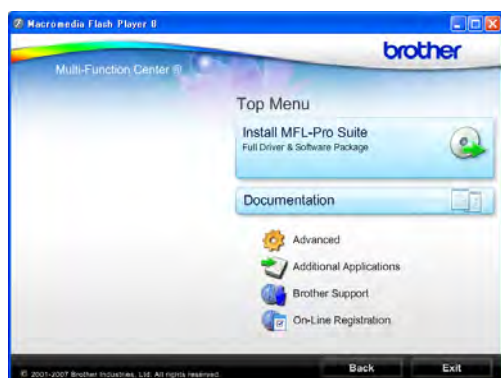 Macromedia Flash Player 8
brother
Multi-Function Center ®
Top Menu
Install MFL-Pro Suite
Full Driver & Software Package
Documentation
Advanced
Additional Applications
Brother Support
On-Line Registration
© 2001-2007 Brother Industries, Ltd. All rights reserved.
Back
Exit